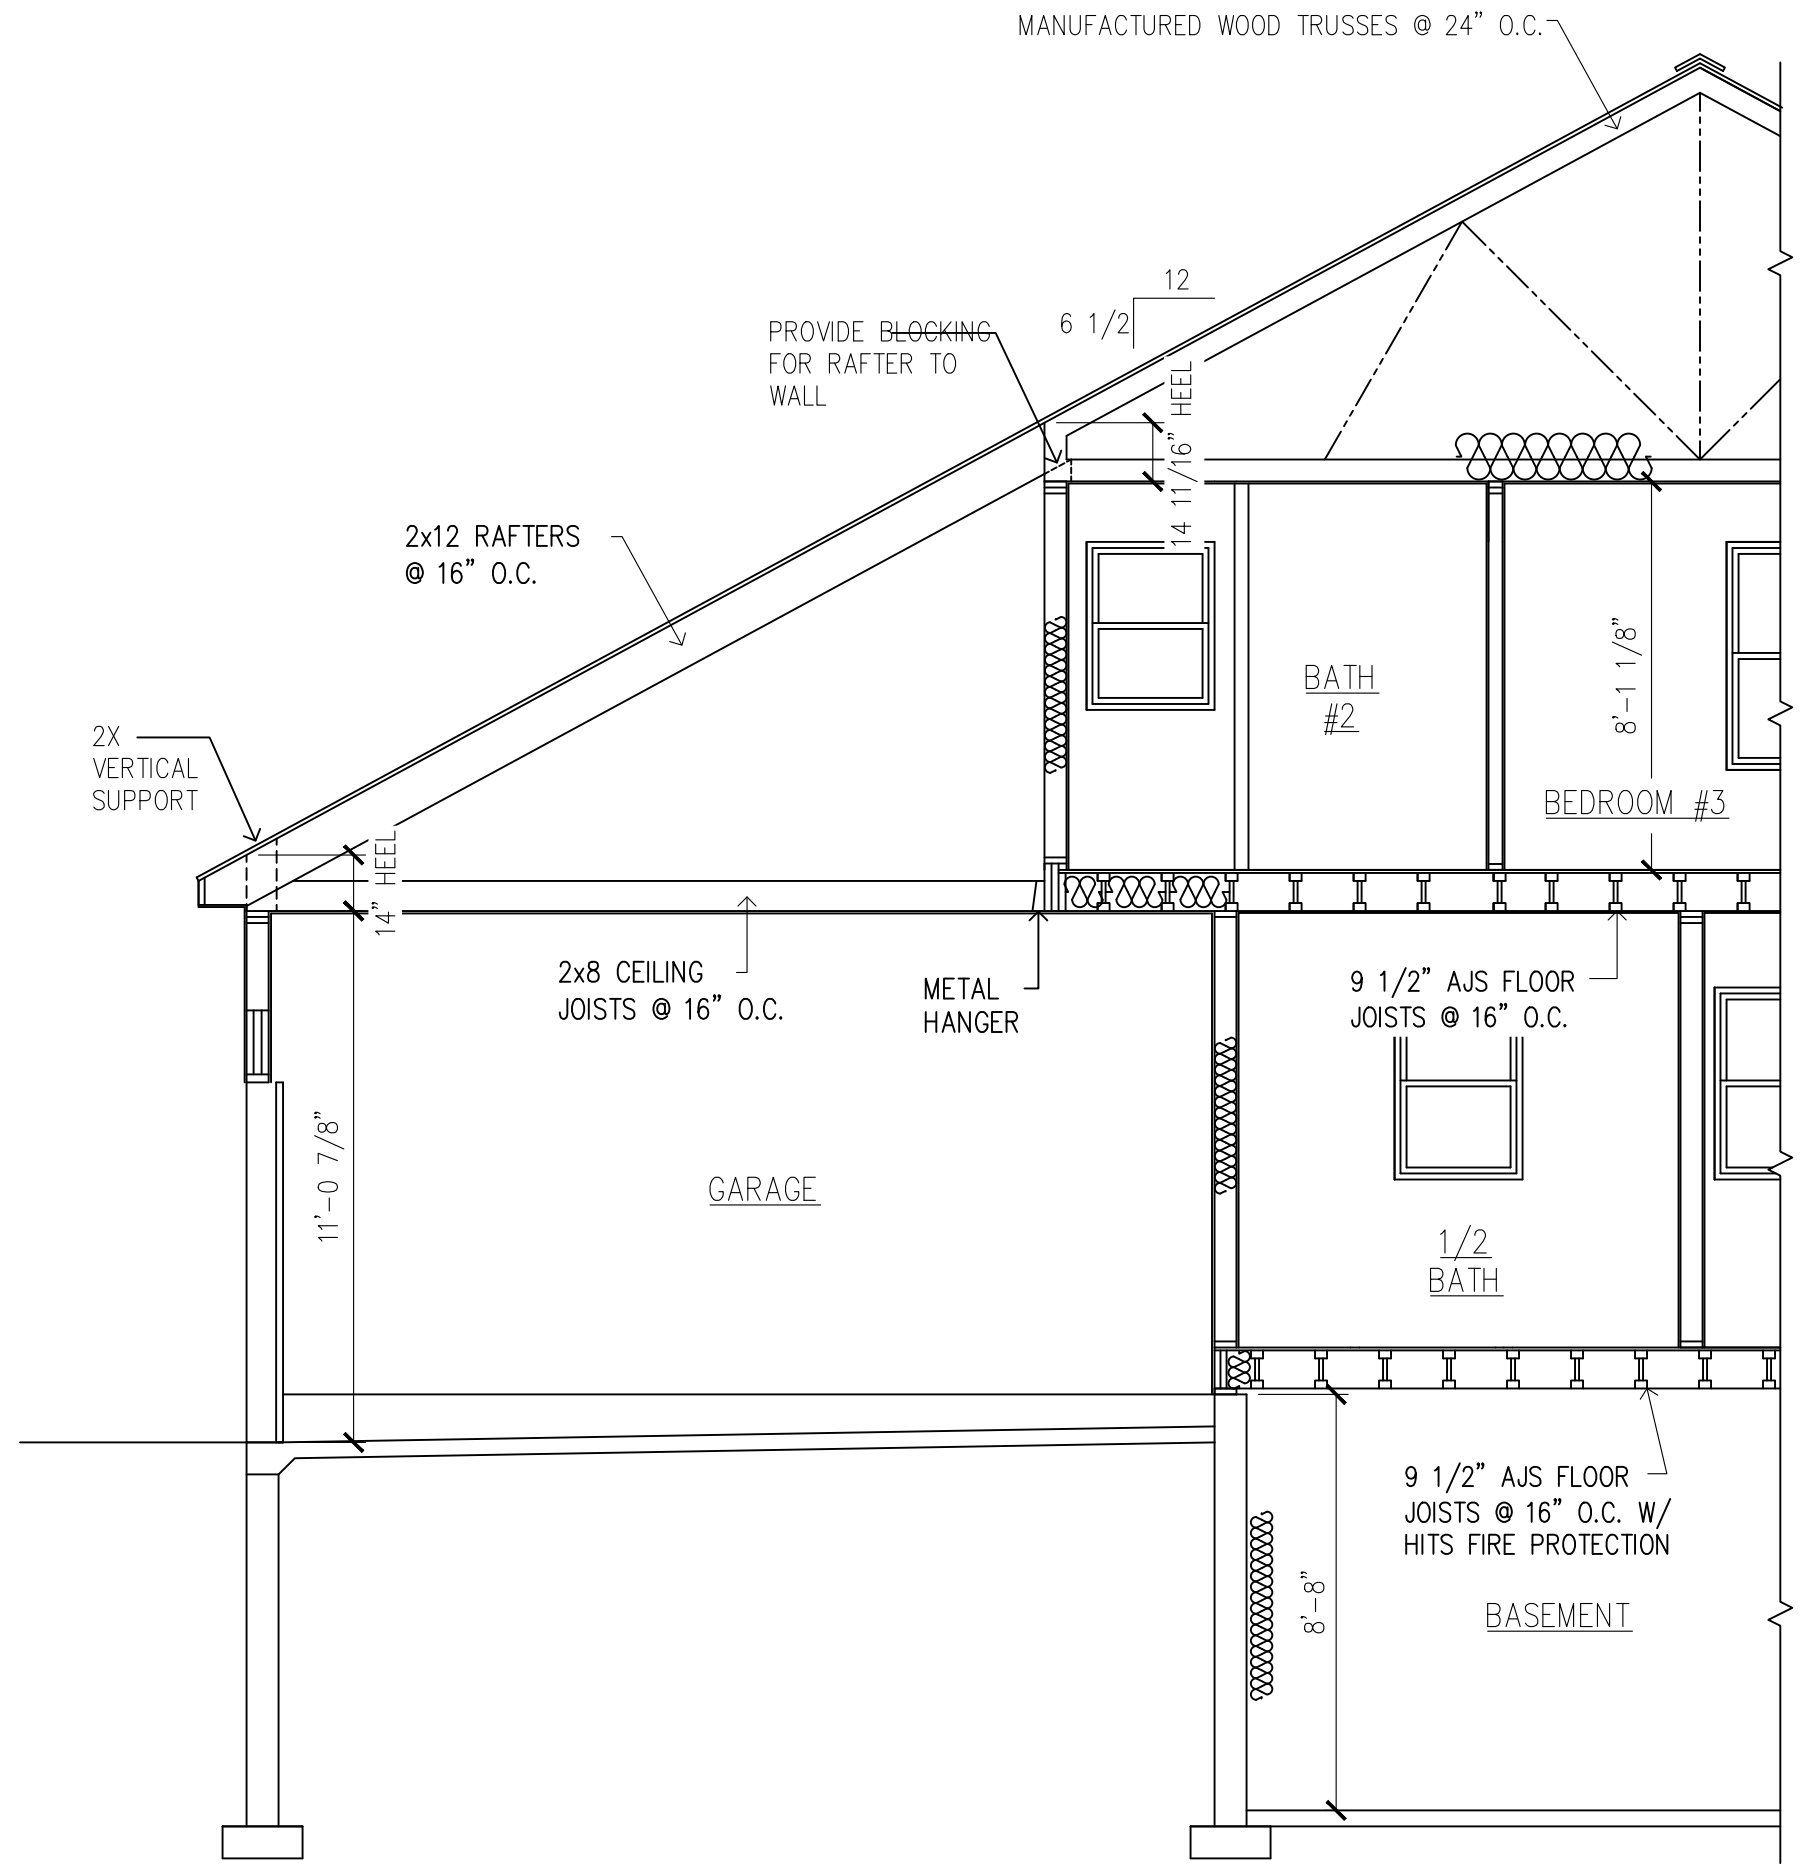 MANUFACTURED WOOD TRUSSES @ 24" O.C.
12
6 1/2
PROVIDE BLOCKING
FOR RAFTER TO
WALL
14 11/16" HEEL
2x12 RAFTERS
@ 16" O.C.
BATH
#2
8'-1 1/8"
BEDROOM #3
2X
VERTICAL
SUPPORT
14" HEEL
2x8 CEILING
JOISTS @ 16" O.C.
METAL
HANGER
9 1/2" AJS FLOOR
JOISTS @ 16" O.C.
11'-0 7/8"
GARAGE
1/2
BATH
9 1/2" AJS FLOOR
JOISTS @ 16" O.C. W/
HITS FIRE PROTECTION
8'-8"
BASEMENT